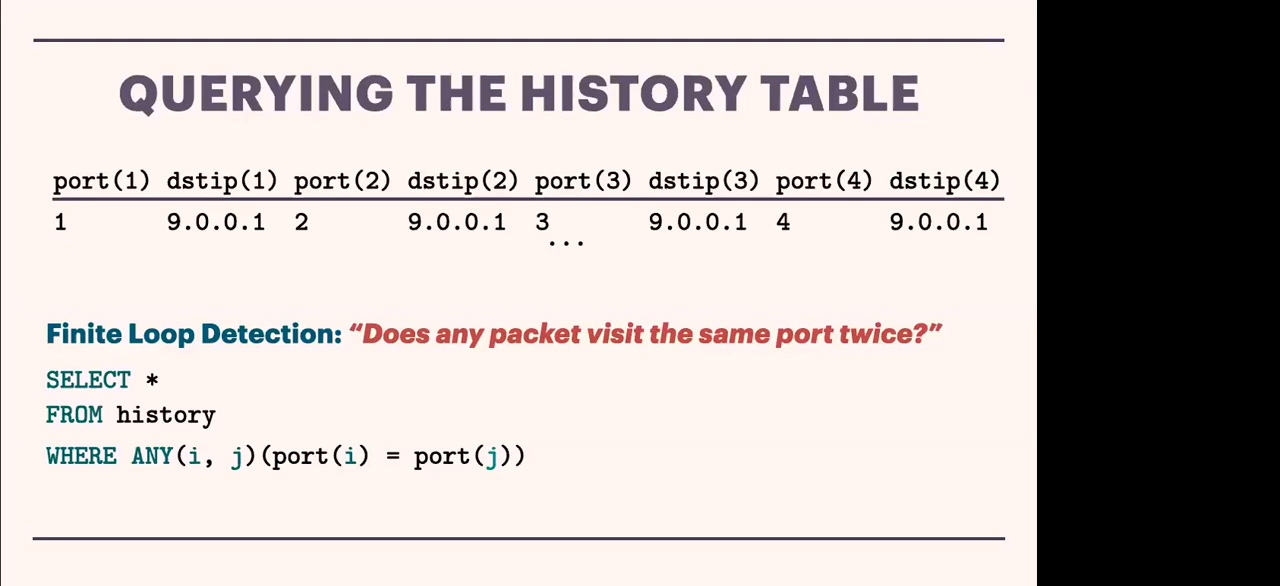 QUERYING THE HISTORY TABLE
port(1) dstip(1) port(2) dstip(2) port(3) dstip(3) port(4) dstip(4)
1 9.0.0.1 2 9.0.0.1 3 9.0.0.1 4 9.0.0.1
...
Finite Loop Detection: “Does any packet visit the same port twice?”
SELECT *
FROM history
WHERE ANY(i, j)(port(i) = port(j))